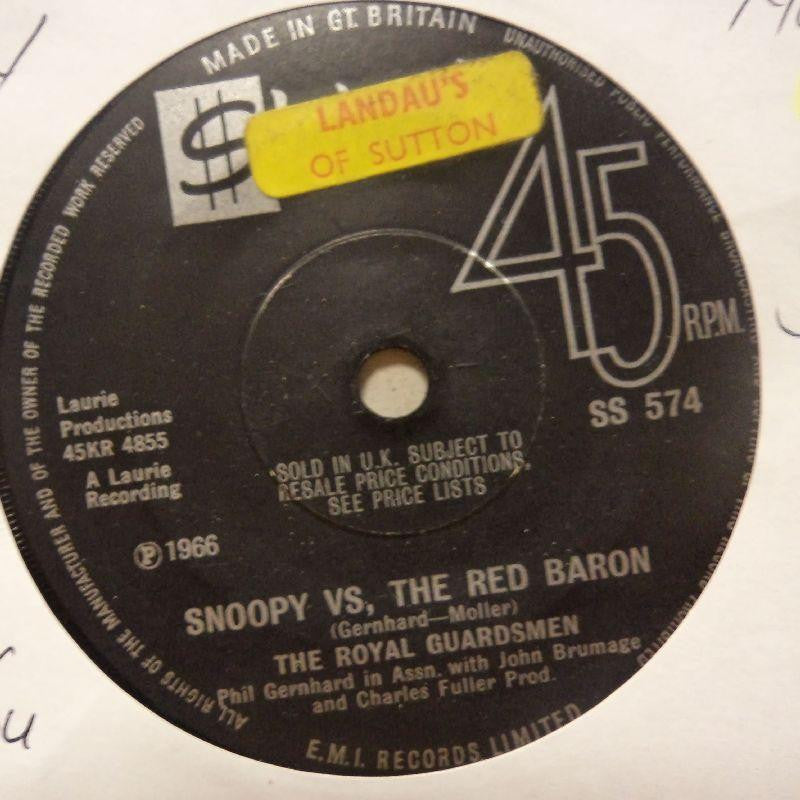 MADE IN GT. BRITAIN
UNAUTHORISED PUBLIC PERFORMANCE BROADCASTING AND
ALL RIGHTS OF THE MANUFACTURER AND OF THE OWNER OF THE RECORDED WORK RESERVED
$
LANDAU'S
OF SUTTON
45
R.P.M.
SS 574
Laurie
Productions
45KR 4855
A Laurie
Recording
SOLD IN U.K. SUBJECT TO
RESALE PRICE CONDITIONS,
SEE PRICE LISTS
Ⓟ 1966
SNOOPY VS, THE RED BARON
(Gernhard—Moller)
THE ROYAL GUARDSMEN
Phil Gernhard in Assn. with John Brumage
and Charles Fuller Prod.
E.M.I. RECORDS LIMITED